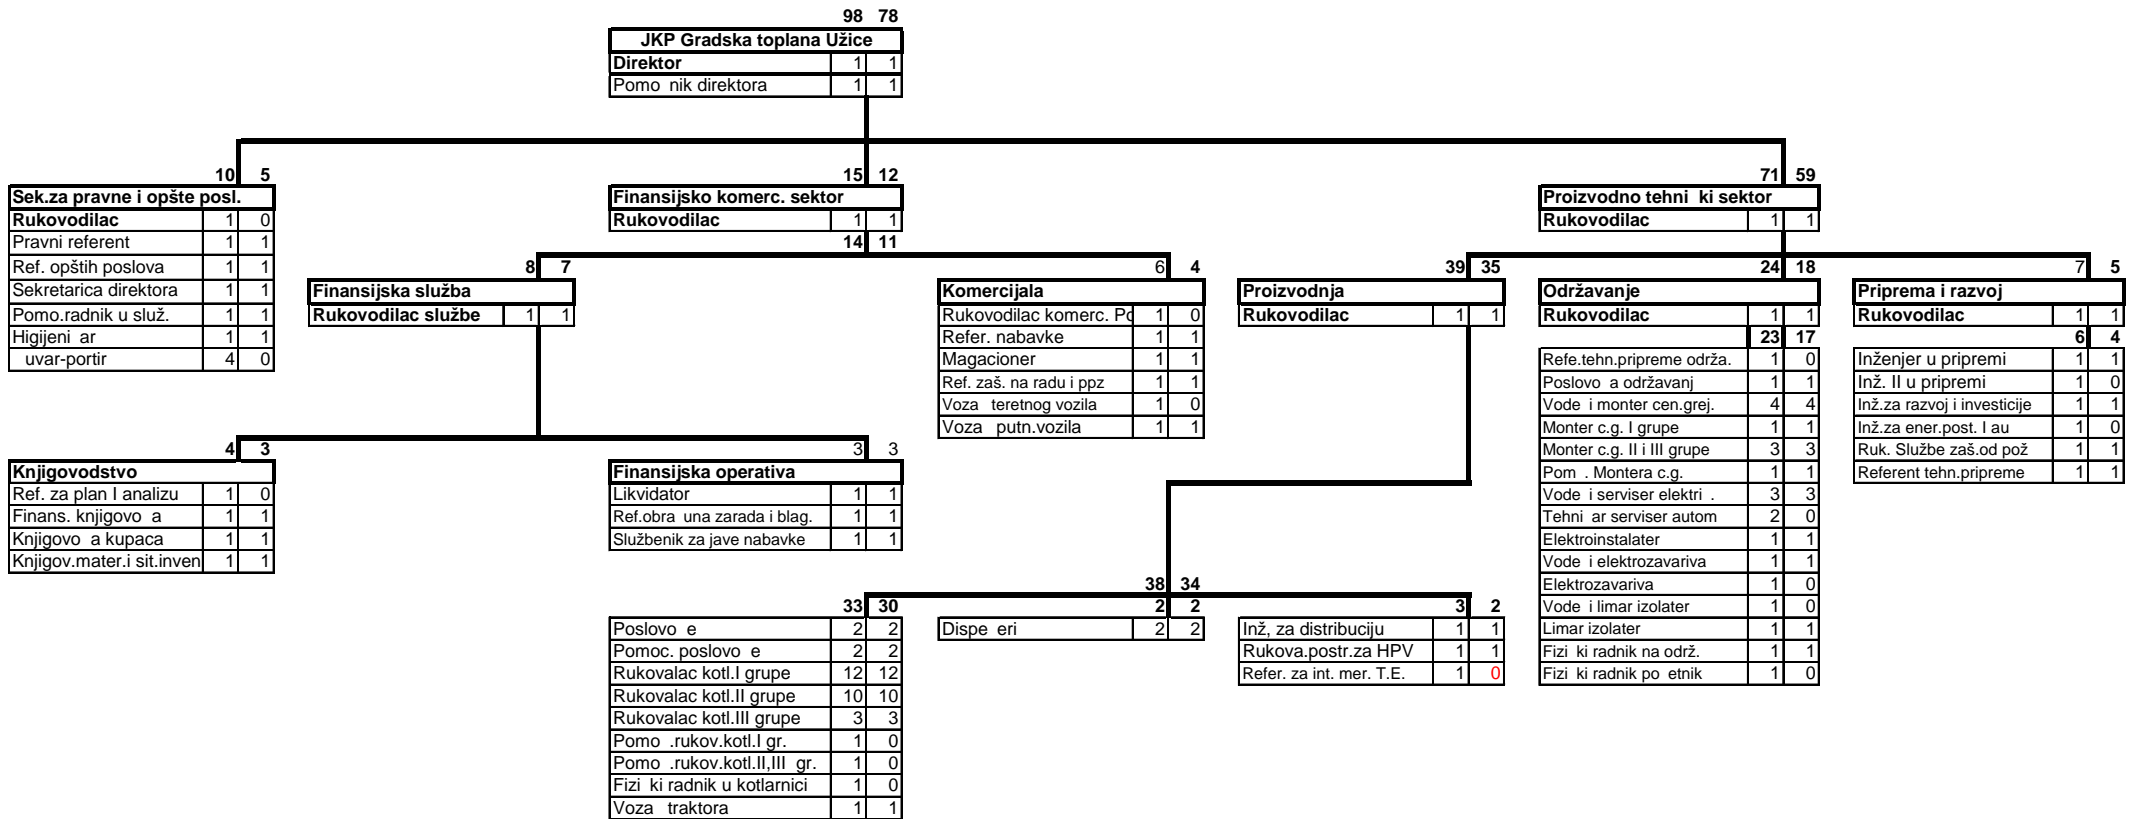 98 78
JKP Gradska toplana Užice
Direktor 1 1
Pomo nik direktora 1 1
10 5
Sek.za pravne i opšte posl.
Rukovodilac 1 0
Pravni referent 1 1
Ref. opštih poslova 1 1
Sekretarica direktora 1 1
Pomo.radnik u služ. 1 1
Higijeni ar 1 1
uvar-portir 4 0
15 12
Finansijsko komerc. sektor
Rukovodilac 1 1
14 11
71 59
Proizvodno tehni ki sektor
Rukovodilac 1 1
8 7
Finansijska služba
Rukovodilac službe 1 1
6 4
Komercijala
Rukovodilac komerc. Po 1 0
Refer. nabavke 1 1
Magacioner 1 1
Ref. zaš. na radu i ppz 1 1
Voza teretnog vozila 1 0
Voza putn.vozila 1 1
39 35
Proizvodnja
Rukovodilac 1 1
24 18
Održavanje
Rukovodilac 1 1
23 17
Refe.tehn.pripreme održa. 1 0
Poslovo a održavanj 1 1
Vode i monter cen.grej. 4 4
Monter c.g. I grupe 1 1
Monter c.g. II i III grupe 3 3
Pom . Montera c.g. 1 1
Vode i serviser elektri . 3 3
Tehni ar serviser autom 2 0
Elektroinstalater 1 1
Vode i elektrozavariva 1 1
Elektrozavariva 1 0
Vode i limar izolater 1 0
Limar izolater 1 1
Fizi ki radnik na održ. 1 1
Fizi ki radnik po etnik 1 0
7 5
Priprema i razvoj
Rukovodilac 1 1
6 4
Inženjer u pripremi 1 1
Inž. II u pripremi 1 0
Inž.za razvoj i investicije 1 1
Inž.za ener.post. I au 1 0
Ruk. Službe zaš.od pož 1 1
Referent tehn.pripreme 1 1
4 3
Knjigovodstvo
Ref. za plan I analizu 1 0
Finans. knjigovo a 1 1
Knjigovo a kupaca 1 1
Knjigov.mater.i sit.inven 1 1
3 3
Finansijska operativa
Likvidator 1 1
Ref.obra una zarada i blag. 1 1
Službenik za jave nabavke 1 1
38 34
33 30
Poslovo e 2 2
Pomoc. poslovo e 2 2
Rukovalac kotl.I grupe 12 12
Rukovalac kotl.II grupe 10 10
Rukovalac kotl.III grupe 3 3
Pomo .rukov.kotl.I gr. 1 0
Pomo .rukov.kotl.II,III gr. 1 0
Fizi ki radnik u kotlarnici 1 0
Voza traktora 1 1
2 2
Dispe eri 2 2
3 2
Inž, za distribuciju 1 1
Rukova.postr.za HPV 1 1
Refer. za int. mer. T.E. 1 0